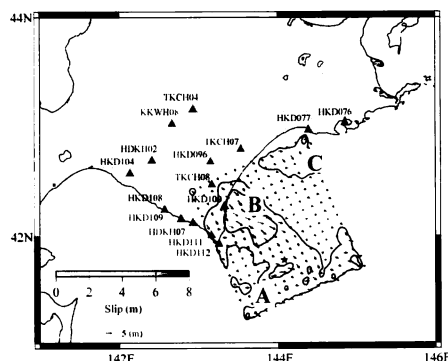 44N
TKCH04
KKWH08
HKD077
HKD076
TKCH07
HDKH02
HKD096
HKD104
C
TKCH08
HKD100
HKD108
B
HKD109
HDKH07
42N
HKD111
HKD112
0 2 4 6 8
Slip (m)
A
→ 5 (m)
142E
144E
146E